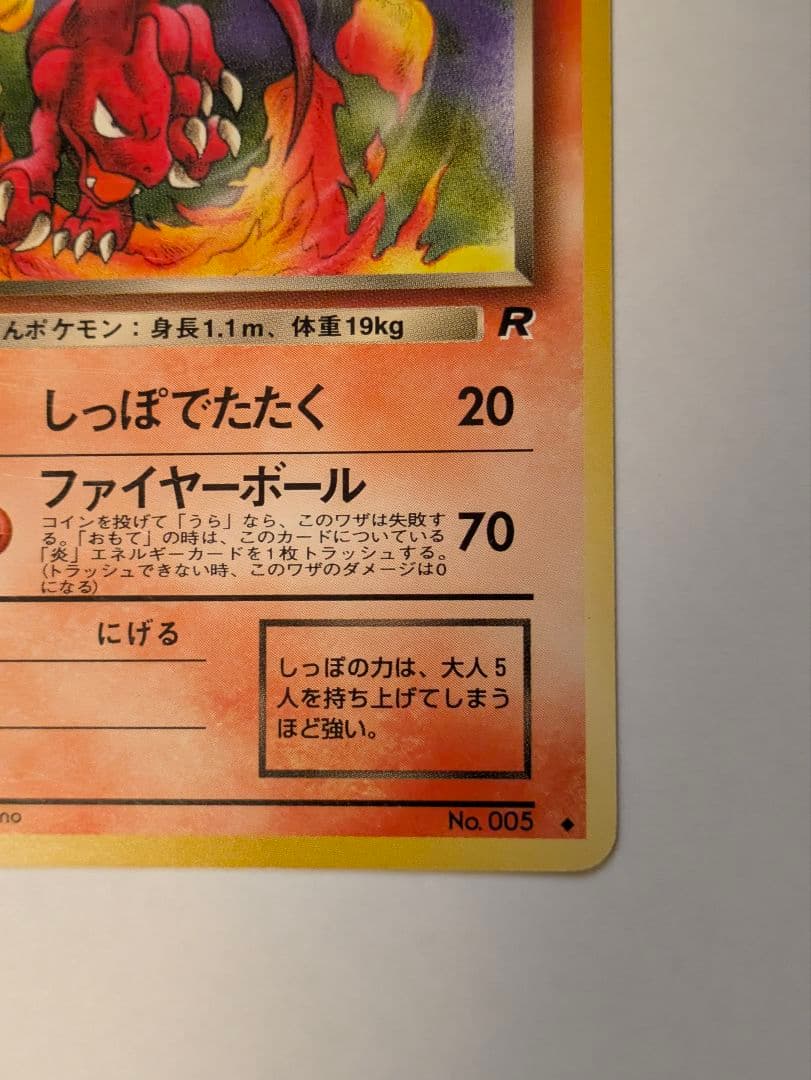 んポケモン：身長1.1m、体重19kg
R
しっぽでたたく 20
ファイヤーボール
コインを投げて「うら」なら、このワザは失敗す
る。「おもて」の時は、このカードについている
「炎」エネルギーカードを1枚トラッシュする。
(トラッシュできない時、このワザのダメージは0
になる)
70
にげる
しっぽの力は、大人5
人を持ち上げてしまう
ほど強い。
mo
No. 005